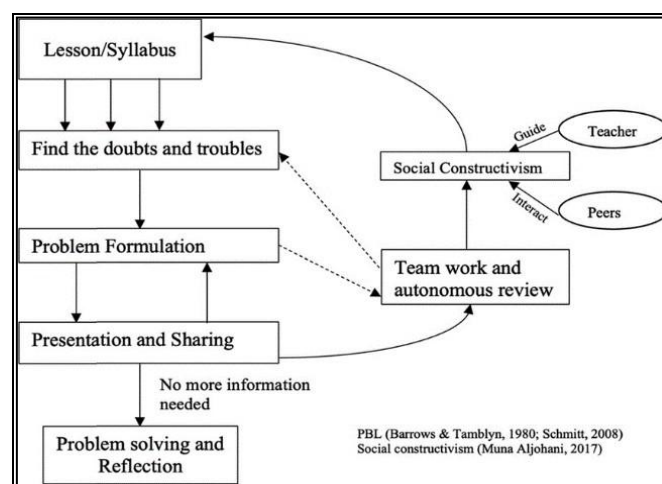 Lesson/Syllabus
Find the doubts and troubles
Problem Formulation
Presentation and Sharing
No more information
needed
Problem solving and
Reflection
Guide
Teacher
Social Constructivism
Interact
Peers
Team work and
autonomous review
PBL (Barrows & Tamblyn, 1980; Schmitt, 2008)
Social constructivism (Muna Aljohani, 2017)